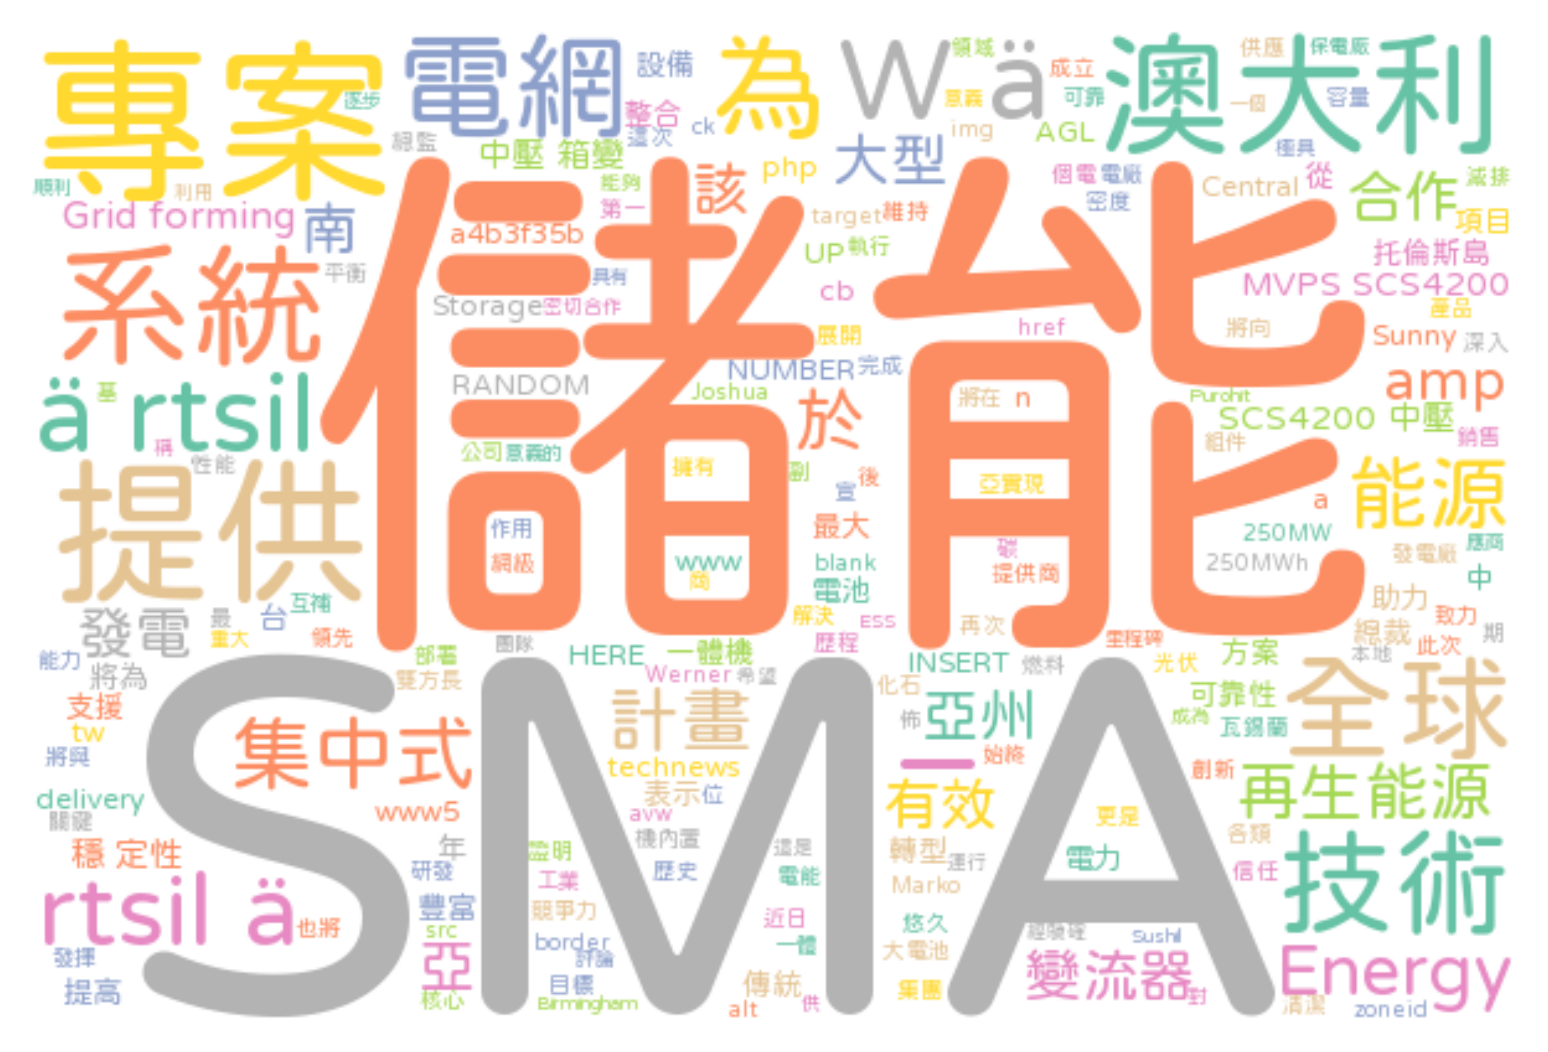 專案
電網
設備
為
Wä
領域
成立
澳大利
供應
保電廠
逐步
整合
這次
ck
意義
img
可靠
AGL
一個
容量
總監
中壓 箱變
php
大型
極具
順利
利用
能夠
該
個電
電廠
Central
從
合作
減排
Grid forming
南
第一
target
維持
密度
項目
儲能
a4b3f35b
UP
執行
托倫斯島
系統
平衡
具有
cb
MVPS SCS4200
Storage
密切合作
產品
展開
href
將向
Sunny
深入
NUMBER
完成
RANDOM
Joshua
amp
ä rtsil
基
於
將在
n
Purohit
SCS4200 中壓
稱
性能
公司
意義的
組件
銷售
提供
擁有
劃
後
宣
亞實現
a
能源
作用
最大
250MW
網級
www
商
blank
電池
碳
提供商
250MWh
發電廠
應商
中
發電
最
台
互補
解決
ESS
助力
致力
重大
領先
團隊
歷程
再次
里程碑
總裁
此次
期
能力
將為
部署
HERE
一體機
INSERT
燃料
光伏
方案
本地
雙方長
Werner
希望
化石
全球
支援
tw
SMA
計畫
佈
亞州
可靠性
成為
瓦錫蘭
將與
集中式
technews
一
始終
創新
再生能源
delivery
關鍵
www5
表示
位
有效
更是
各類
avw
穩 定性
年
機內置
這是
轉型
運行
電力
技術
證明
研發
工業
歷史
電能
Marko
信任
rtsil ä
也將
豐富
競爭力
近日
悠久
src
border
一體
經驗確
Sushil
發揮
亞
評論
大電池
提高
目標
傳統
集團
變流器
對
Energy
核心
Birmingham
alt
供
清潔
zoneid